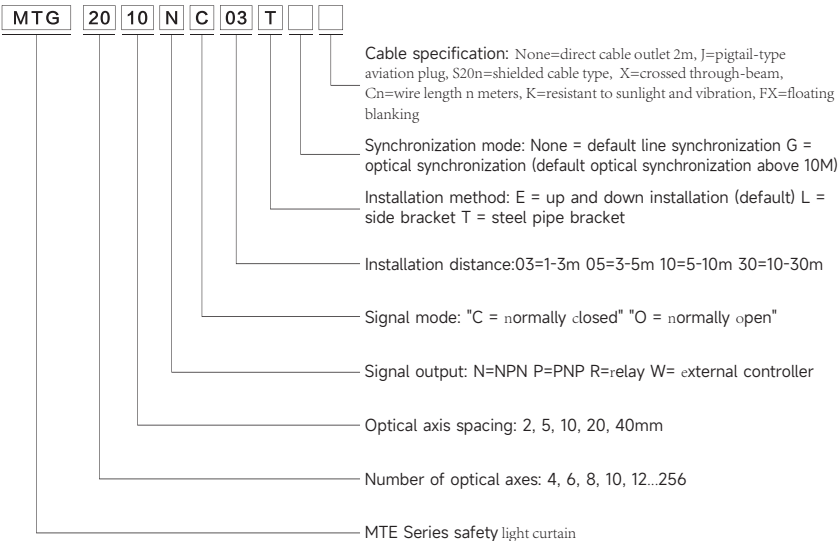 MTG 20 10 N C 03 T
Cable specification: None=direct cable outlet 2m, J=pigtail-type
aviation plug, S20n=shielded cable type, X=crossed through-beam,
Cn=wire length n meters, K=resistant to sunlight and vibration, FX=floating
blanking
Synchronization mode: None = default line synchronization G =
optical synchronization (default optical synchronization above 10M)
Installation method: E = up and down installation (default) L =
side bracket T = steel pipe bracket
Installation distance:03=1-3m 05=3-5m 10=5-10m 30=10-30m
Signal mode: "C = normally closed" "O = normally open"
Signal output: N=NPN P=PNP R=relay W= external controller
Optical axis spacing: 2, 5, 10, 20, 40mm
Number of optical axes: 4, 6, 8, 10, 12...256
MTE Series safety light curtain